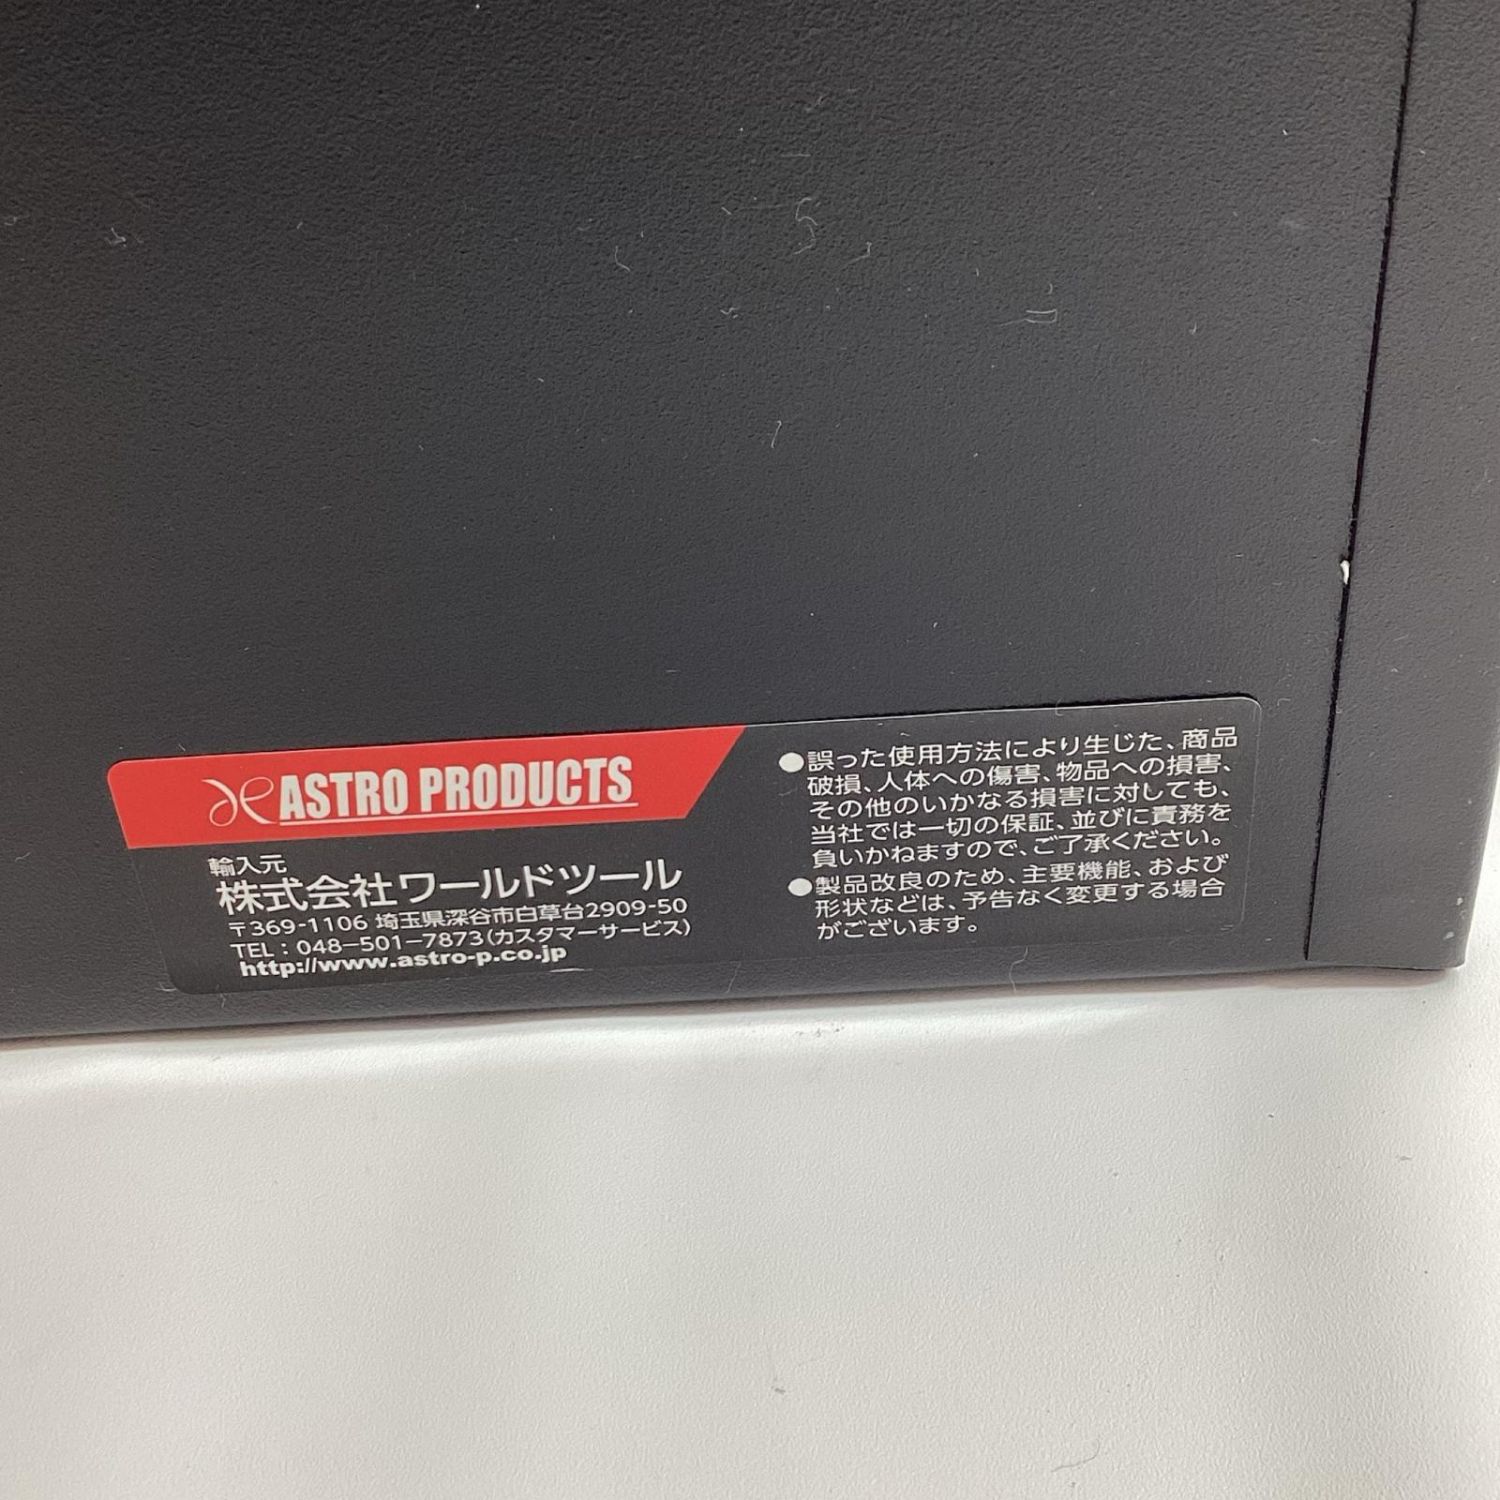 ASTRO PRODUCTS
輸入元
株式会社ワールドツール
〒369-1106 埼玉県深谷市白草台2909-50
TEL：048-501-7873(カスタマーサービス)
http://www.astro-p.co.jp
●誤った使用方法により生じた、商品
破損、人体への傷害、物品への損害、
その他のいかなる損害に対しても、
当社では一切の保証、並びに責務を
負いかねますので、ご了承ください。
●製品改良のため、主要機能、および
形状などは、予告なく変更する場合
がございます。